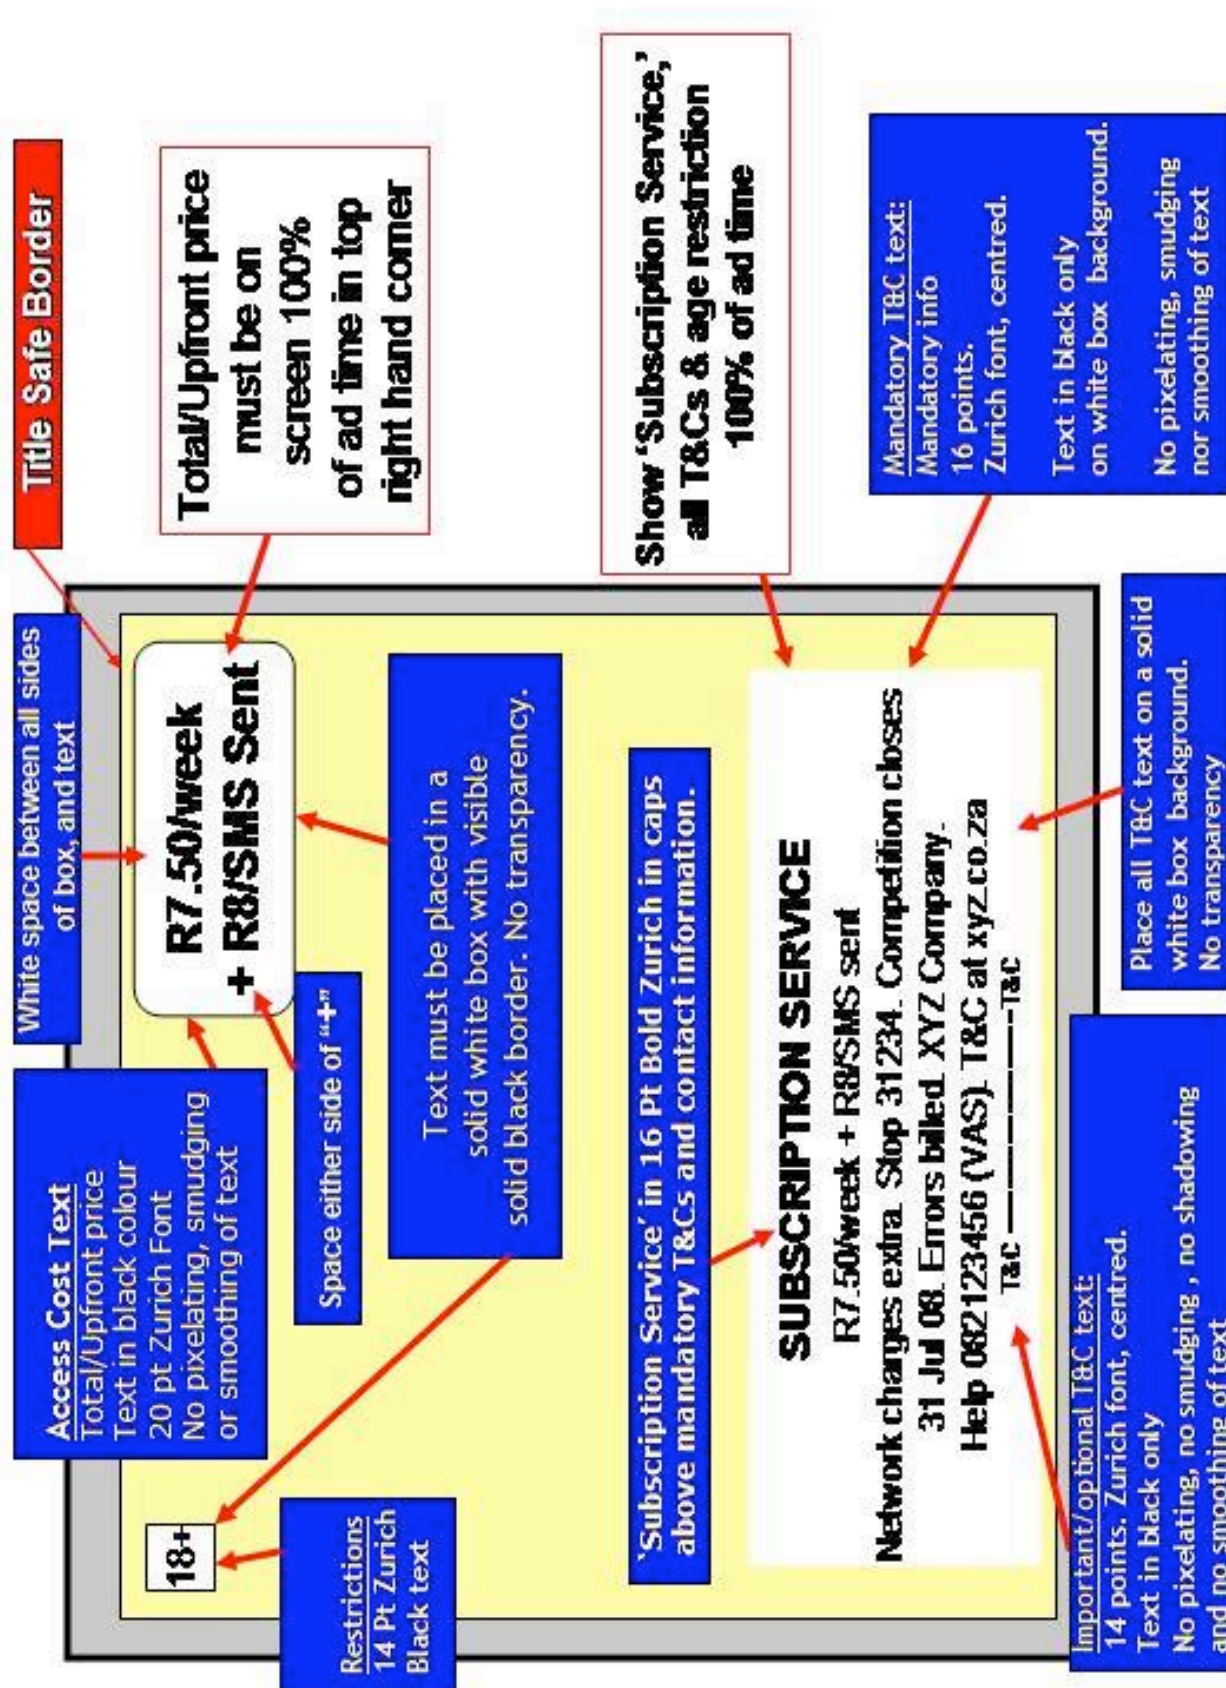 Title Safe Border
White space between all sides
of box, and text
Access Cost Text
Total/Upfront price
Text in black colour
20 pt Zurich Font
No pixelating, smudging
or smoothing of text
18+
R7.50/week
+ R8/SMS Sent
Total/Upfront price
must be on
screen 100%
of ad time in top
right hand corner
Restrictions
14 Pt Zurich
Black text
Space either side of “+”
Text must be placed in a
solid white box with visible
solid black border. No transparency.
‘Subscription Service’ in 16 Pt Bold Zurich in caps
above mandatory T&Cs and contact information.
Show ‘Subscription Service,’
all T&Cs & age restriction
100% of ad time
SUBSCRIPTION SERVICE
R7.50/week + R8/SMS sent
Network charges extra. Stop 31234. Competition closes
31 Jul 08. Errors billed. XYZ Company.
Help 082123456 (VAS). T&C at xyz.co.za
T&C ------------------T&C
Mandatory T&C text:
Mandatory info
16 points.
Zurich font, centred.
Text in black only
on white box background.
No pixelating, smudging
nor smoothing of text
Important/optional T&C text:
14 points. Zurich font, centred.
Text in black only
No pixelating, no smudging , no shadowing
and no smoothing of text
Place all T&C text on a solid
white box background.
No transparency